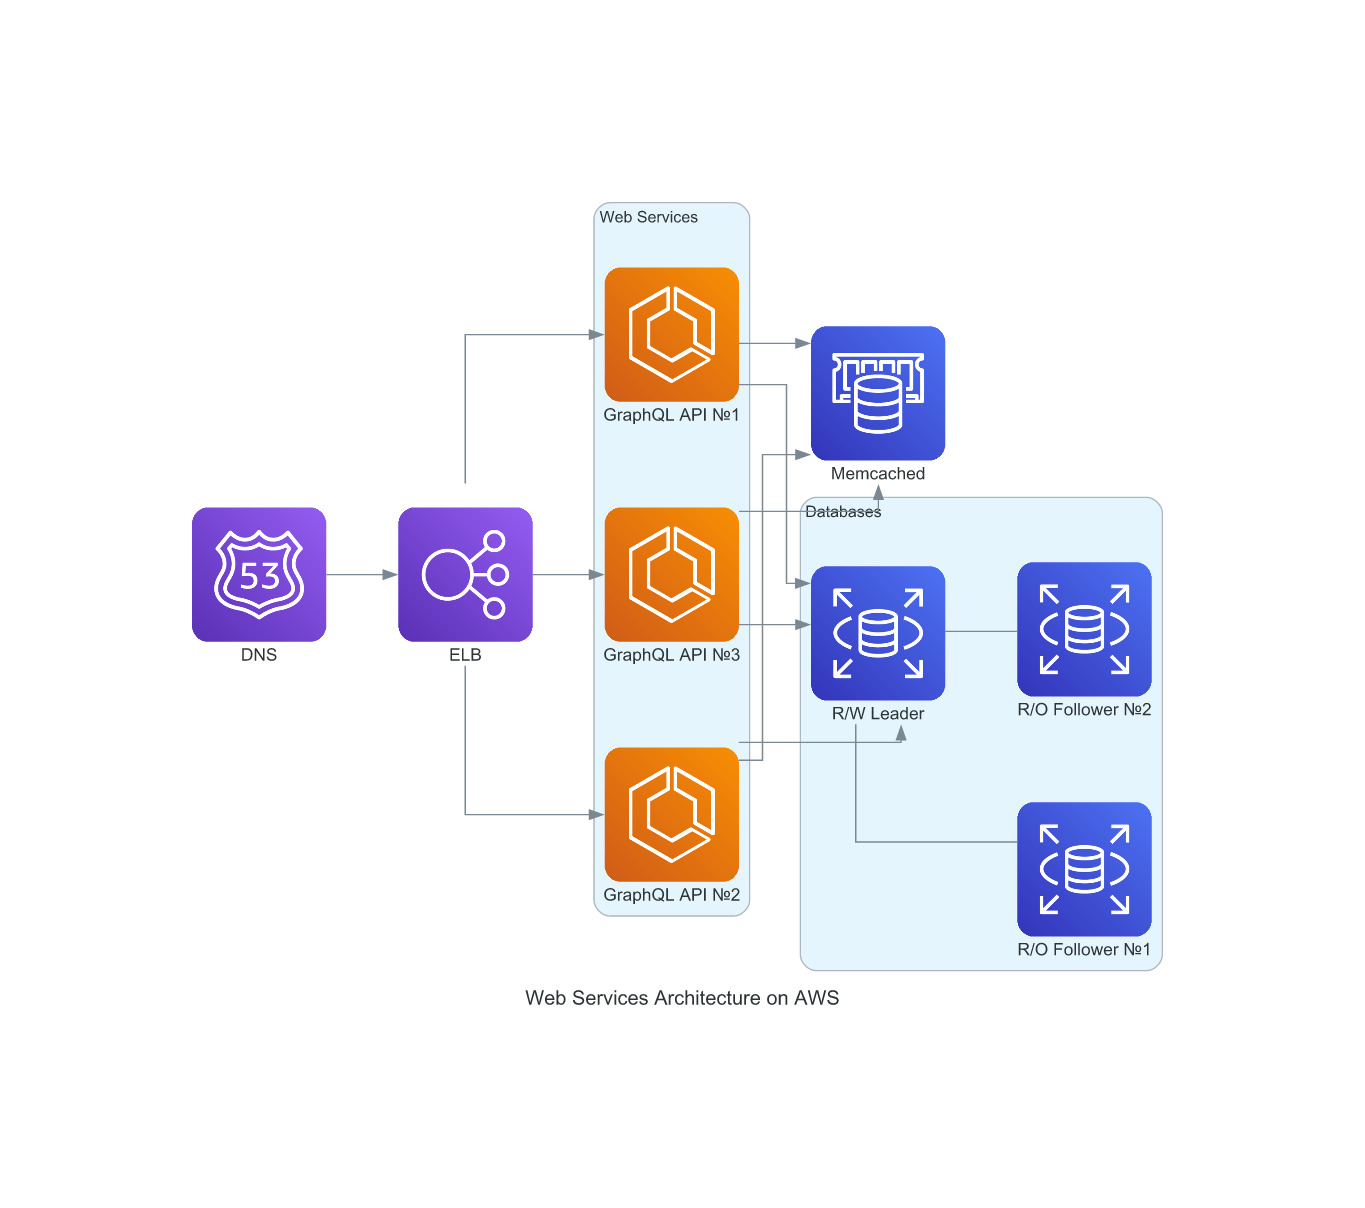 Web Services
GraphQL API №1
Memcached
Databases
53
DNS
ELB
GraphQL API №3
R/W Leader
R/O Follower №2
GraphQL API №2
R/O Follower №1
Web Services Architecture on AWS